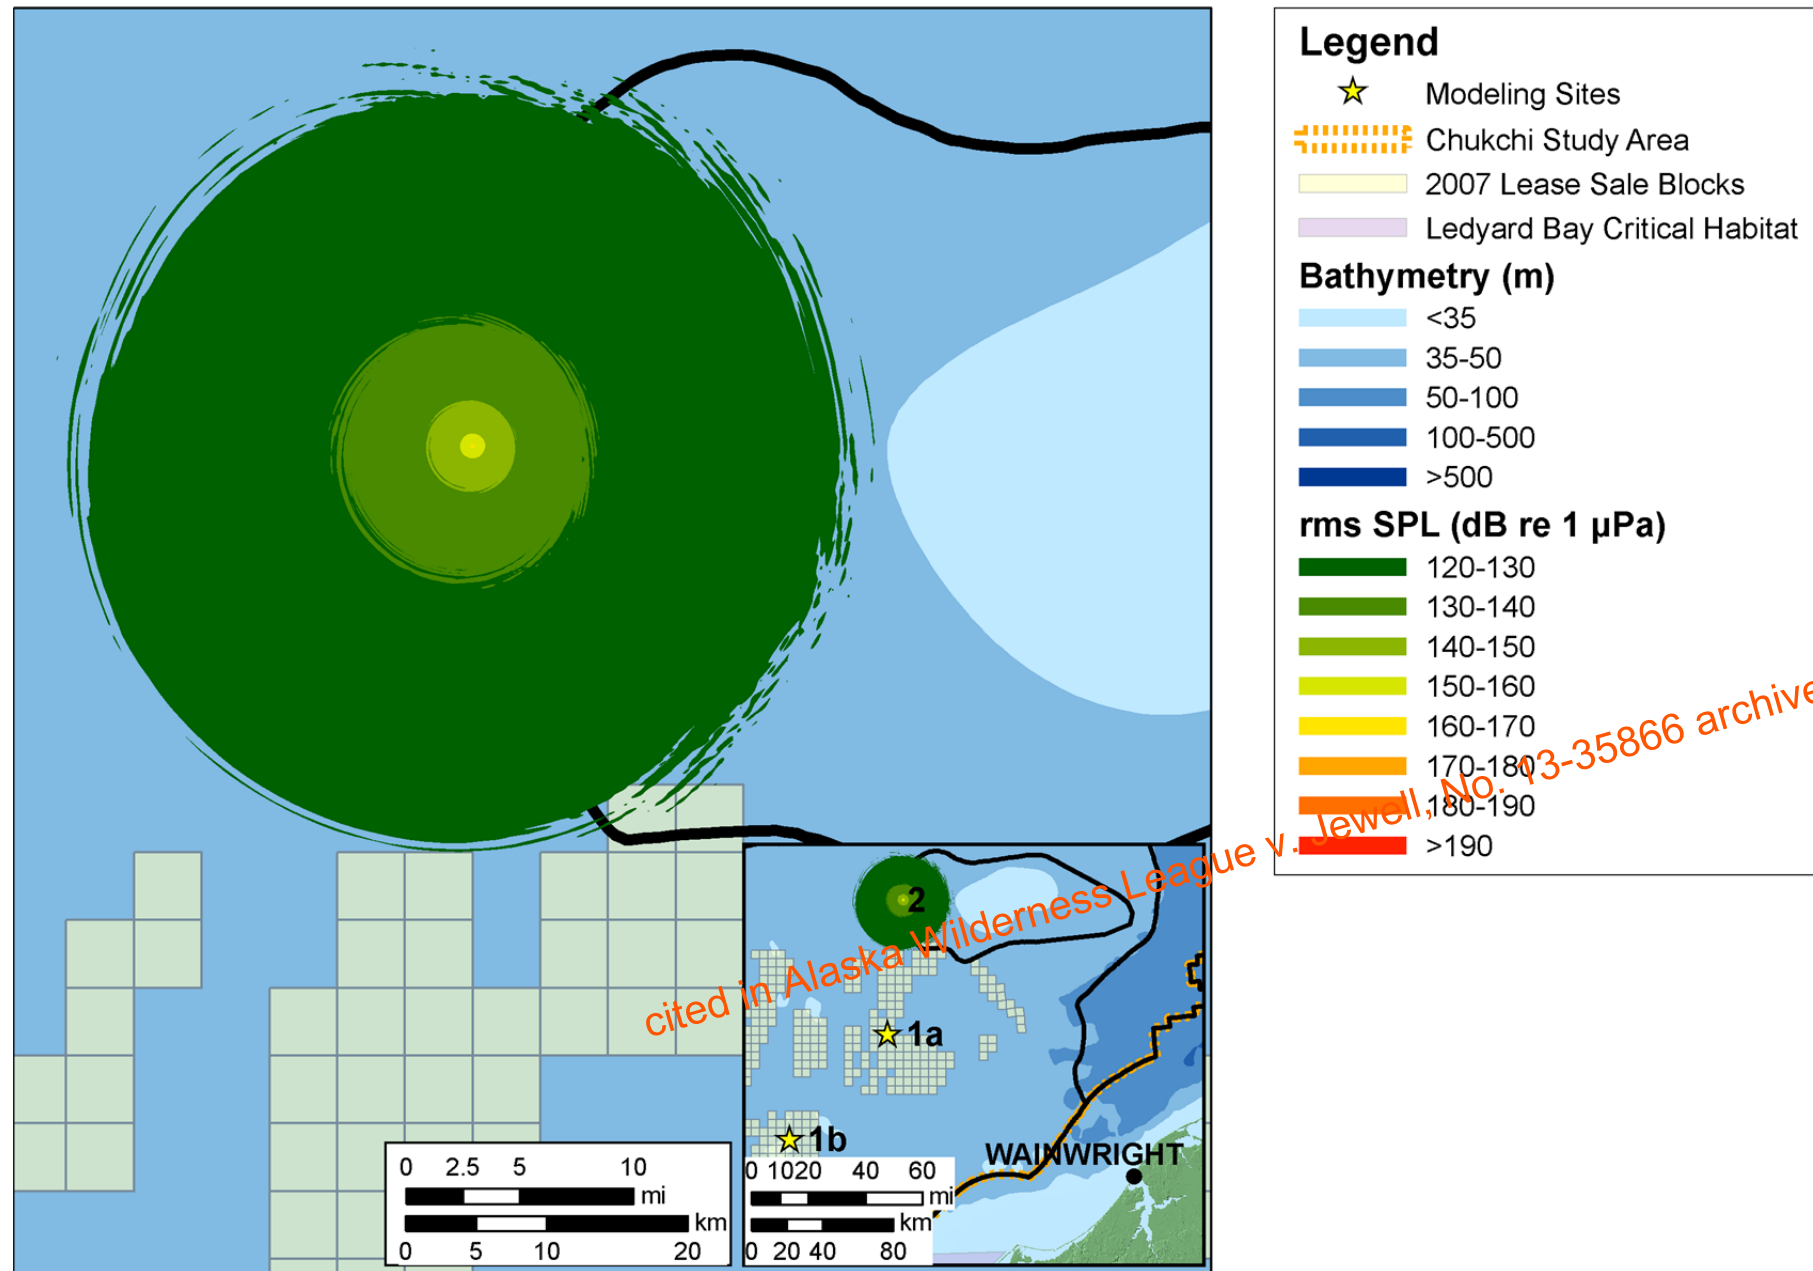 Legend
Modeling Sites
Chukchi Study Area
2007 Lease Sale Blocks
Ledyard Bay Critical Habitat
Bathymetry (m)
<35
35-50
50-100
100-500
>500
rms SPL (dB re 1 µPa)
120-130
130-140
140-150
150-160
160-170
170-180
180-190
>190
cited in Alaska Wilderness League v. Jewell, No. 13-35866 archive
2
1a
1b
WAINWRIGHT
0 2.5 5 10
mi
km
0 5 10 20
0 10 20 40 60
mi
km
0 20 40 80